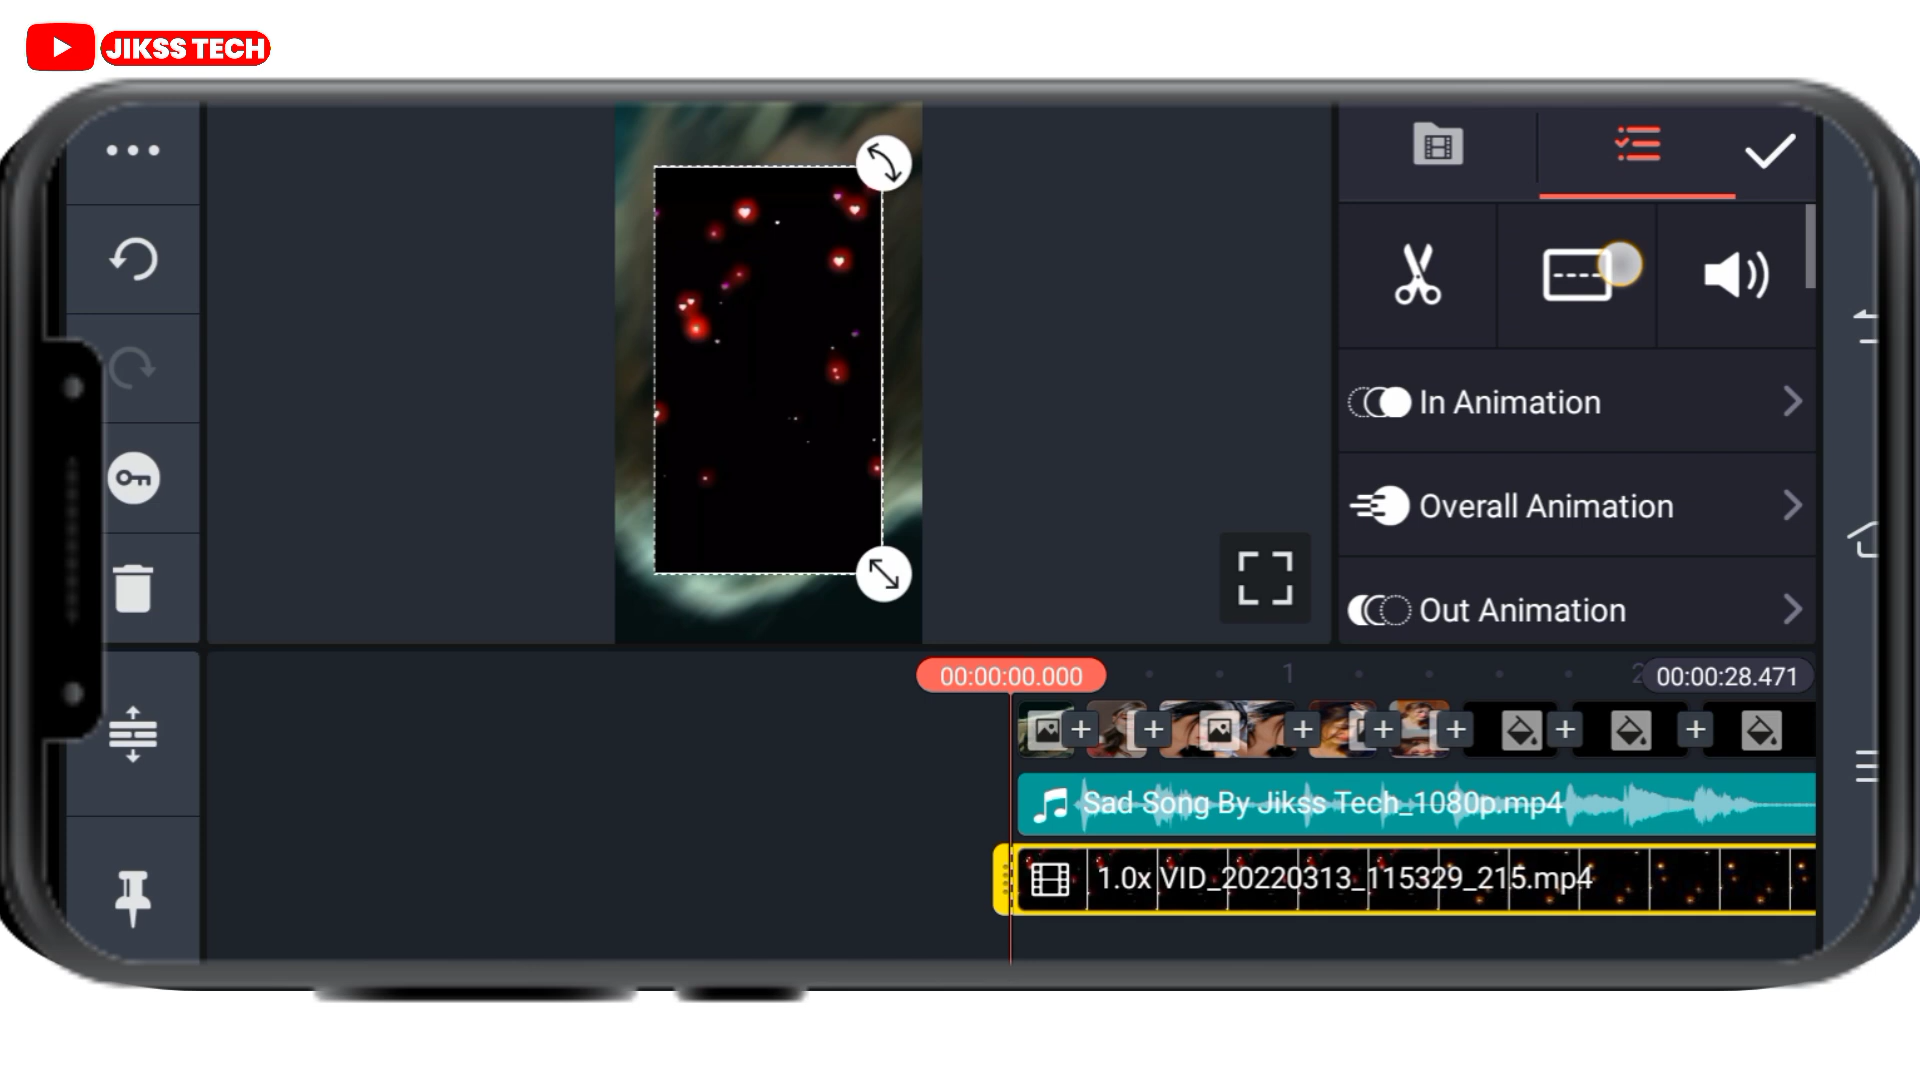 JIKSS TECH
In Animation
Overall Animation
Out Animation
00:00:00.000
1
2
00:00:28.471
Sad Song By Jikss Tech_1080p.mp4
1.0x VID_20220313_115329_215.mp4